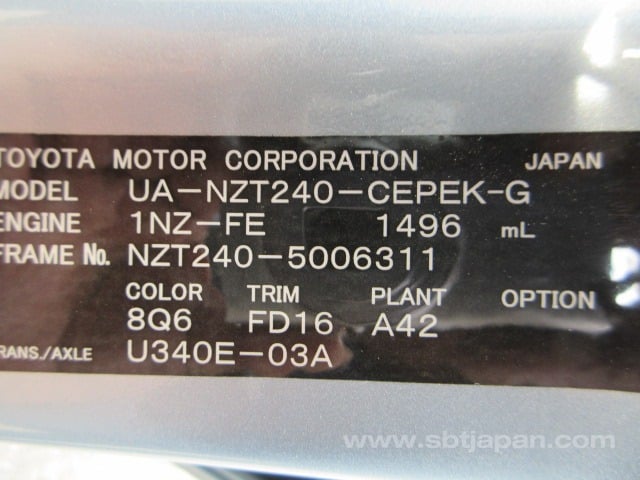 TOYOTA MOTOR CORPORATION JAPAN
MODEL UA-NZT240-CEPEK-G
ENGINE 1NZ-FE 1496 mL
FRAME No. NZT240-5006311
COLOR TRIM PLANT OPTION
8Q6 FD16 A42
RANS./AXLE U340E-03A
www.sbtjapan.com